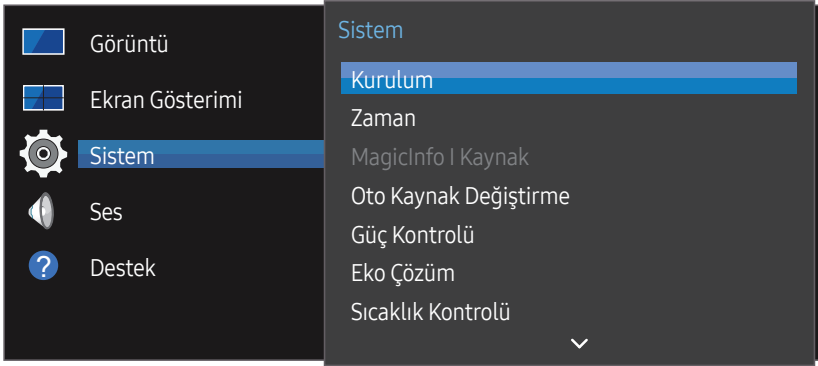 Görüntü
Ekran Gösterimi
Sistem
Ses
Destek
Sistem
Kurulum
Zaman
MagicInfo I Kaynak
Oto Kaynak Değiştirme
Güç Kontrolü
Eko Çözüm
Sıcaklık Kontrolü